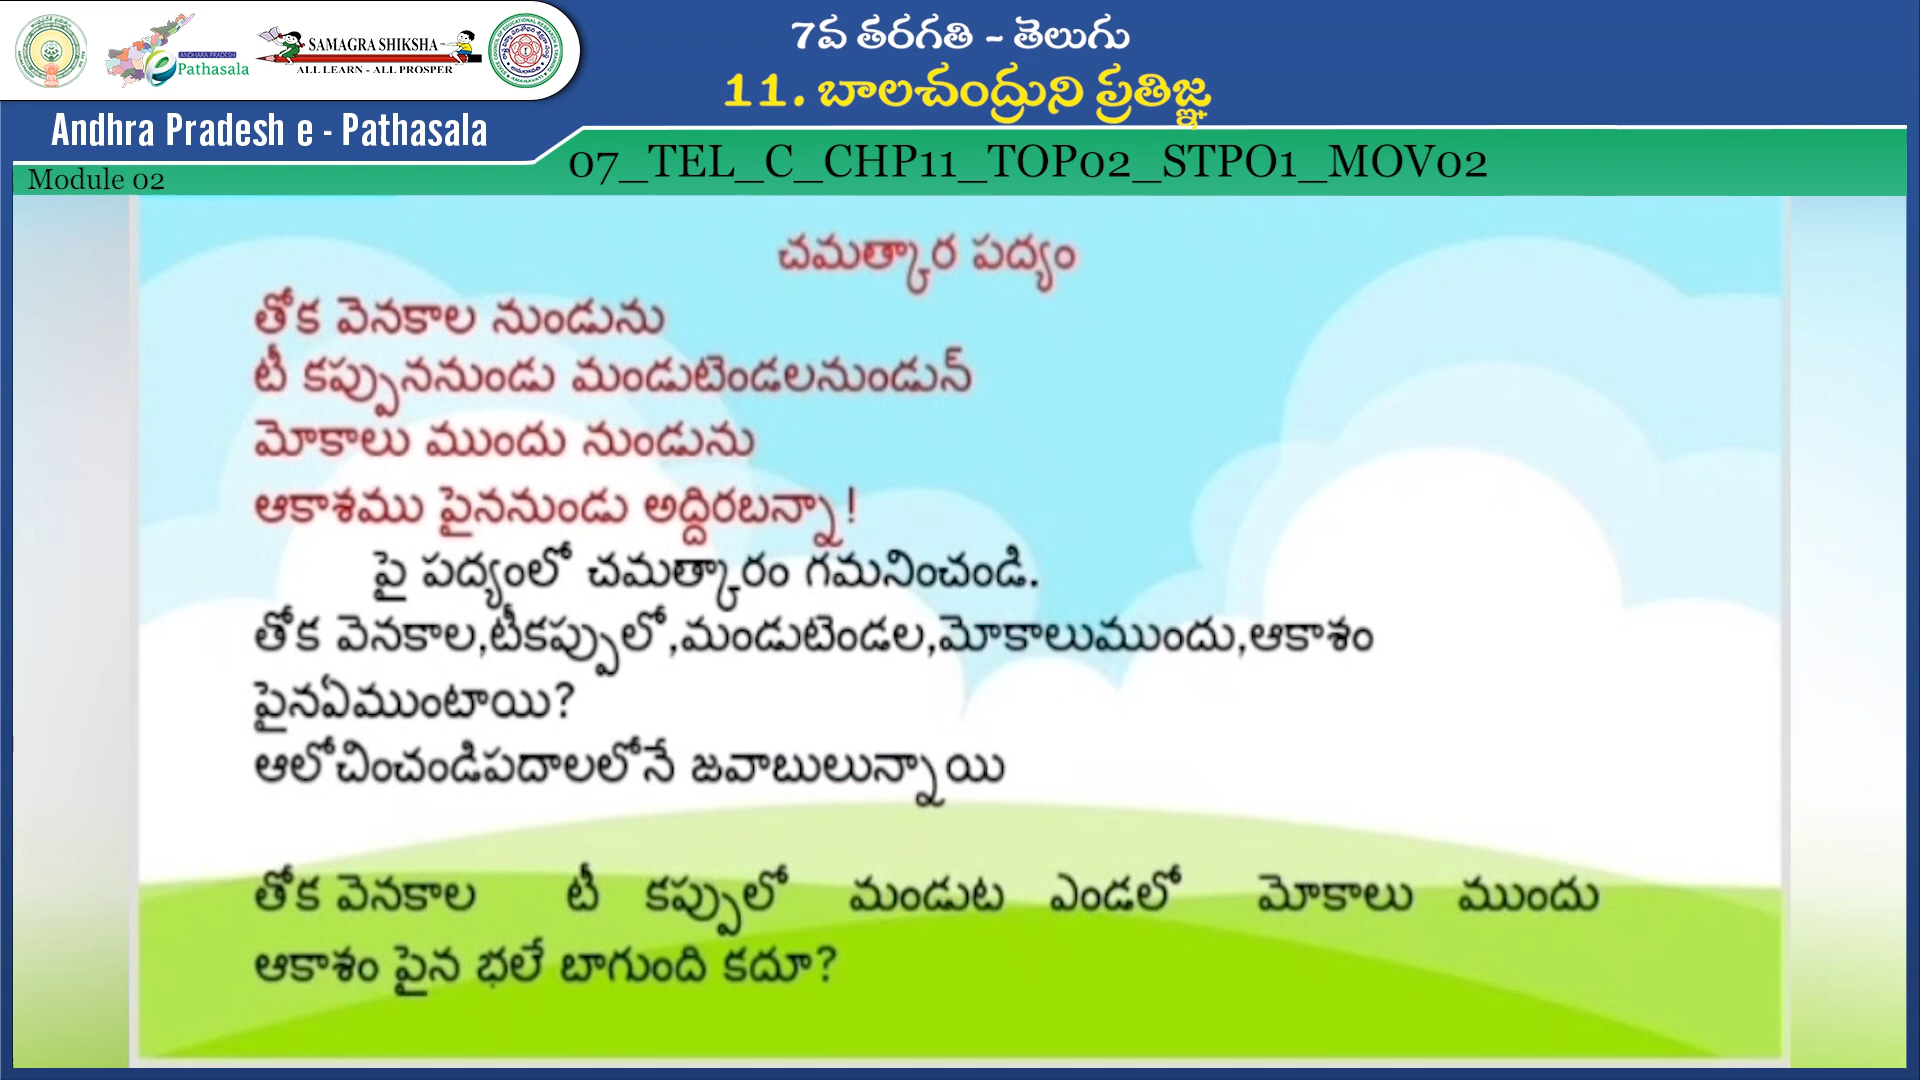 ANDHRA PRADESH
e Pathasala
SAMAGRA SHIKSHA
ALL LEARN - ALL PROSPER
Andhra Pradesh e - Pathasala
Module 02
7వ తరగతి - తెలుగు
11. బాలచంద్రుని ప్రతిజ్ఞ
07_TEL_C_CHP11_TOP02_STPO1_MOV02
చమత్కార పద్యం
తోక వెనకాల నుండును
టీ కప్పుననుండు మండుటెండలనుండున్
మోకాలు ముందు నుండును
ఆకాశము పైననుండు అద్దిరబన్నా!
పై పద్యంలో చమత్కారం గమనించండి.
తోక వెనకాల,టీకప్పులో,మండుటెండల,మోకాలుముందు,ఆకాశం
పైనఏముంటాయి?
ఆలోచించండిపదాలలోనే జవాబులున్నాయి
తోక వెనకాల టీ కప్పులో మండుట ఎండలో మోకాలు ముందు
ఆకాశం పైన భలే బాగుంది కదూ?